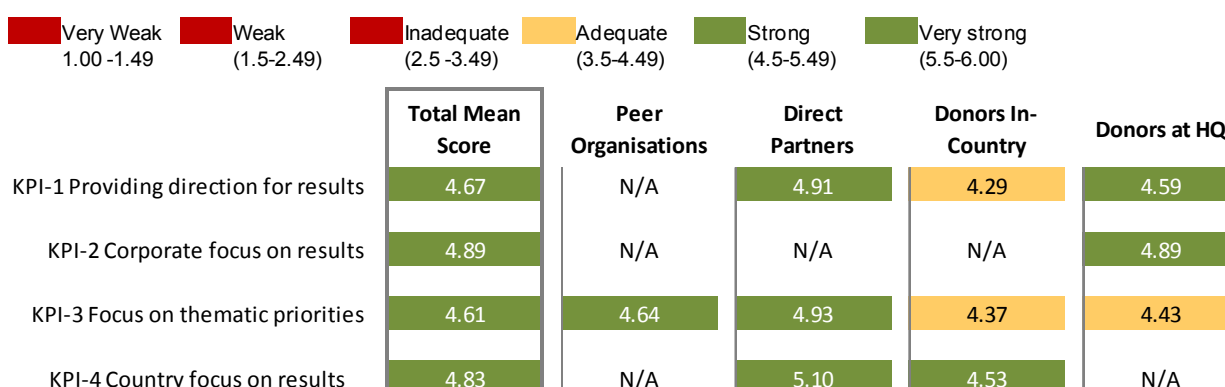 Very Weak Weak Inadequate Adequate Strong Very strong
1.00 -1.49 (1.5-2.49) (2.5 -3.49) (3.5-4.49) (4.5-5.49) (5.5-6.00)
Total Mean Peer Direct Donors In-
Score Organisations Partners Country Donors at HQ
KPI-1 Providing direction for results 4.67 N/A 4.91 4.29 4.59
KPI-2 Corporate focus on results 4.89 N/A N/A N/A 4.89
KPI-3 Focus on thematic priorities 4.61 4.64 4.93 4.37 4.43
KPI-4 Country focus on results 4.83 N/A 5.10 4.53 N/A